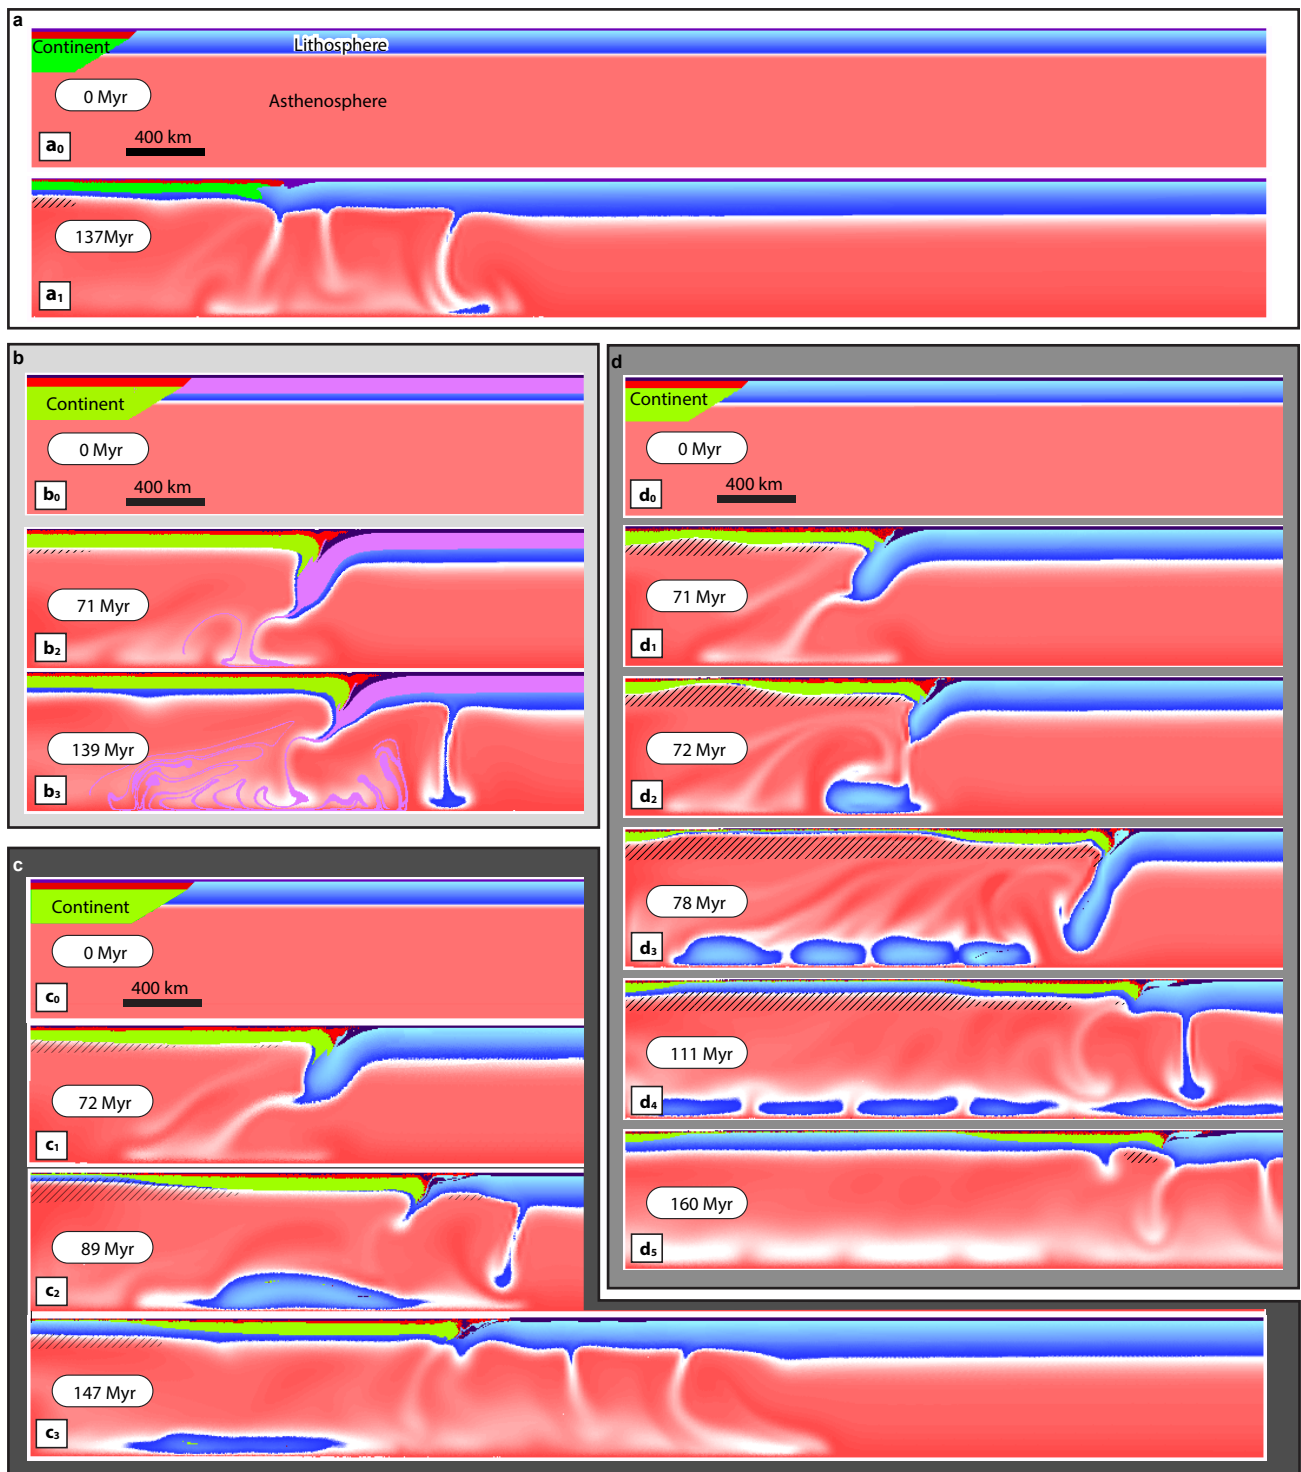 a
Continent
Lithosphere
0 Myr
Asthenosphere
a0
400 km
137Myr
a1
b
Continent
0 Myr
b0
400 km
71 Myr
b2
139 Myr
b3
c
Continent
0 Myr
c0
400 km
72 Myr
c1
89 Myr
c2
147 Myr
c3
d
Continent
0 Myr
d0
400 km
71 Myr
d1
72 Myr
d2
78 Myr
d3
111 Myr
d4
160 Myr
d5